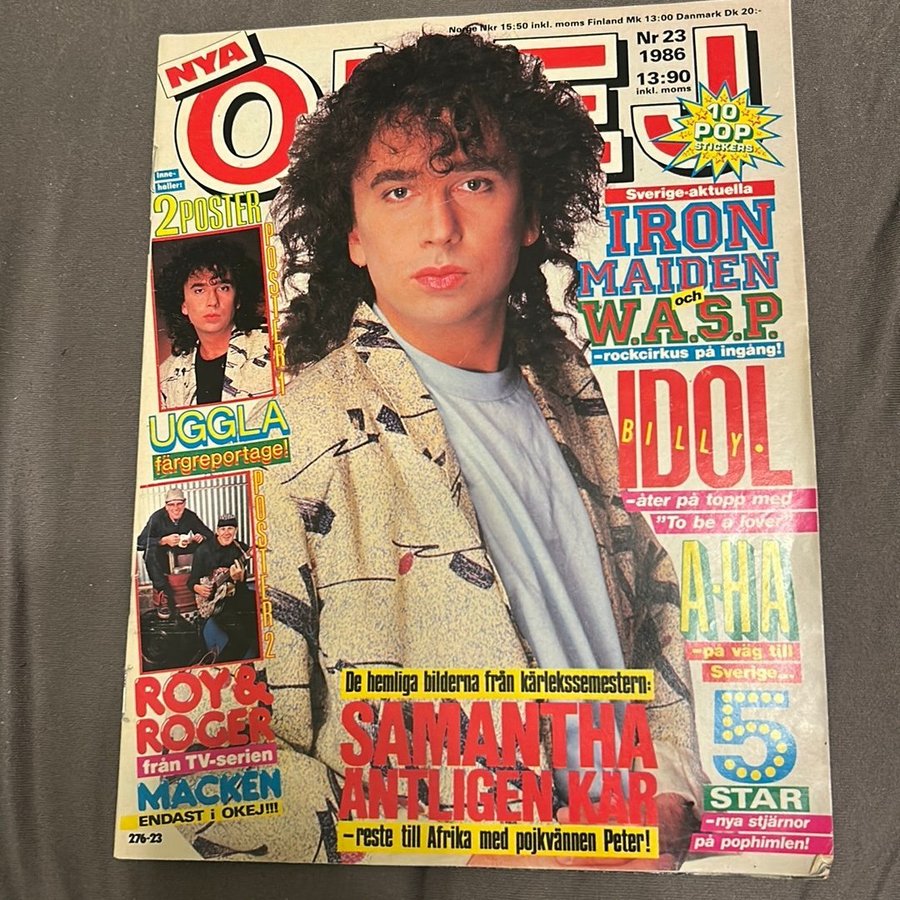 Norge Nkr 15:50 inkl. moms Finland Mk 13:00 Danmark Dk 20:-
NYA
OKEJ
Nr 23
1986
13:90
inkl. moms
10
POP
STICKERS
Inne-
håller:
2 POSTER
POSTER 1
UGGLA
färgreportage!
POSTER 2
ROY &
ROGER
från TV-serien
MACKEN
ENDAST i OKEJ!!!
276-23
Sverige-aktuella
IRON
MAIDEN
och
W.A.S.P.
–rockcirkus på ingång!
BILLY.
IDOL
–åter på topp med
"To be a lover"
A-HA
–på väg till
Sverige...
5
STAR
–nya stjärnor
på pophimlen!
De hemliga bilderna från kärlekssemestern:
SAMANTHA
ÄNTLIGEN KÄR
–reste till Afrika med pojkvännen Peter!